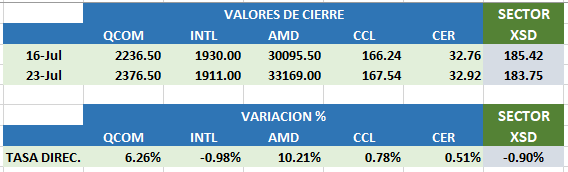 VALORES DE CIERRE SECTOR
QCOM INTL AMD CCL CER XSD
16-Jul 2236.50 1930.00 30095.50 166.24 32.76 185.42
23-Jul 2376.50 1911.00 33169.00 167.54 32.92 183.75
VARIACION % SECTOR
QCOM INTL AMD CCL CER XSD
TASA DIREC. 6.26% -0.98% 10.21% 0.78% 0.51% -0.90%